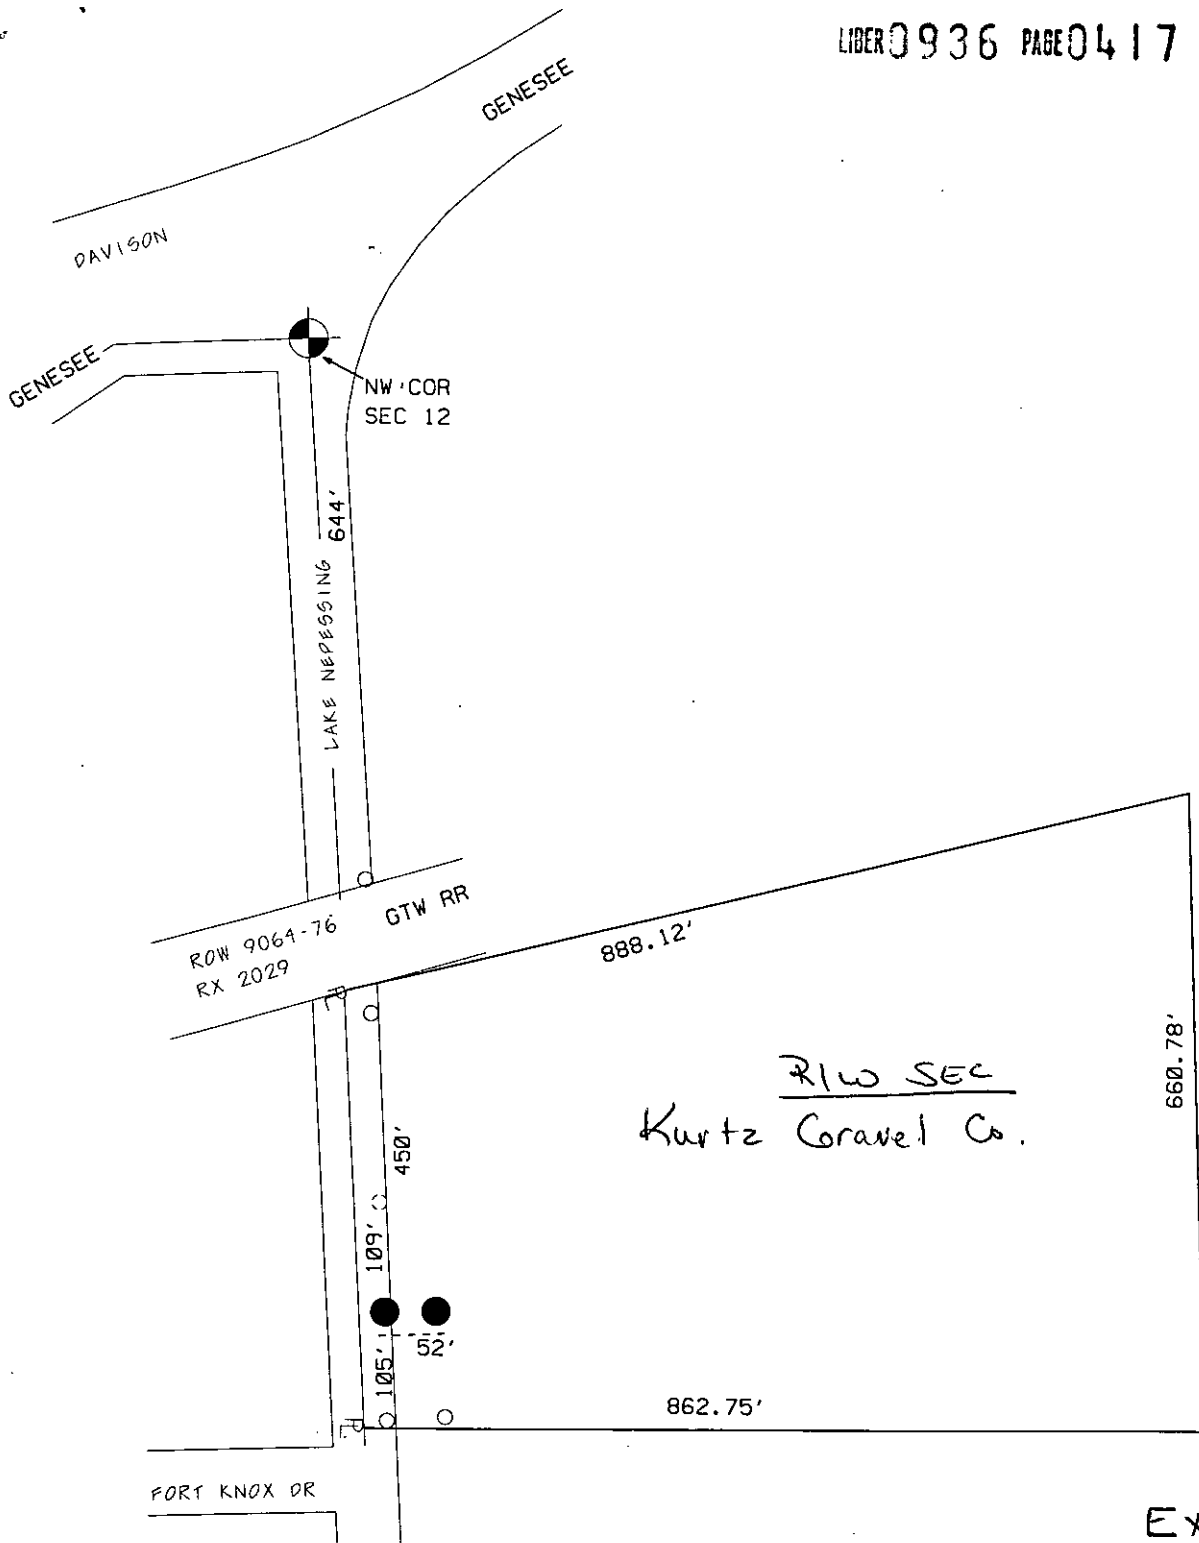 LIBER 0936 PAGE 0417
GENESEE
DAVISON
GENESEE
NW COR
SEC 12
644'
LAKE NEPESSING
ROW 9064-76
RX 2029
GTW RR
888.12'
PL
660.78'
R/W SEC
Kurtz Gravel Co.
450'
109'
52'
105'
862.75'
PL
FORT KNOX DR